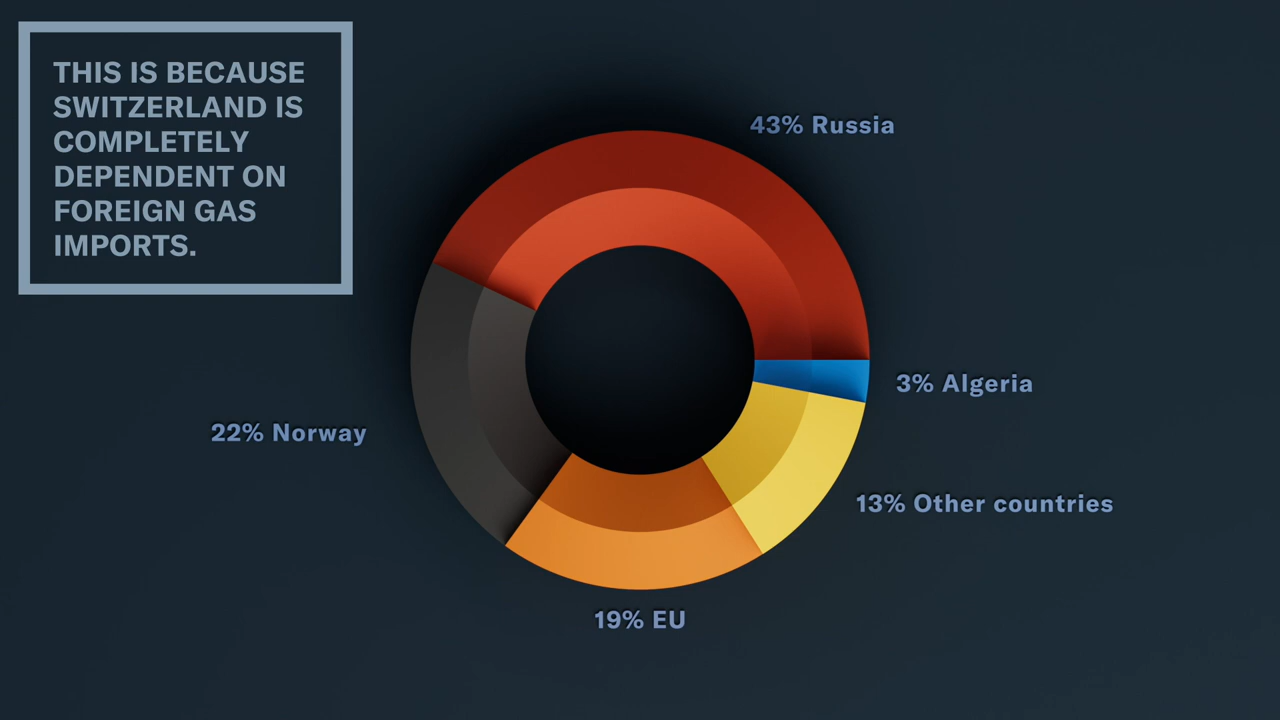 THIS IS BECAUSE
SWITZERLAND IS
COMPLETELY
DEPENDENT ON
FOREIGN GAS
IMPORTS.
43% Russia
3% Algeria
22% Norway
13% Other countries
19% EU